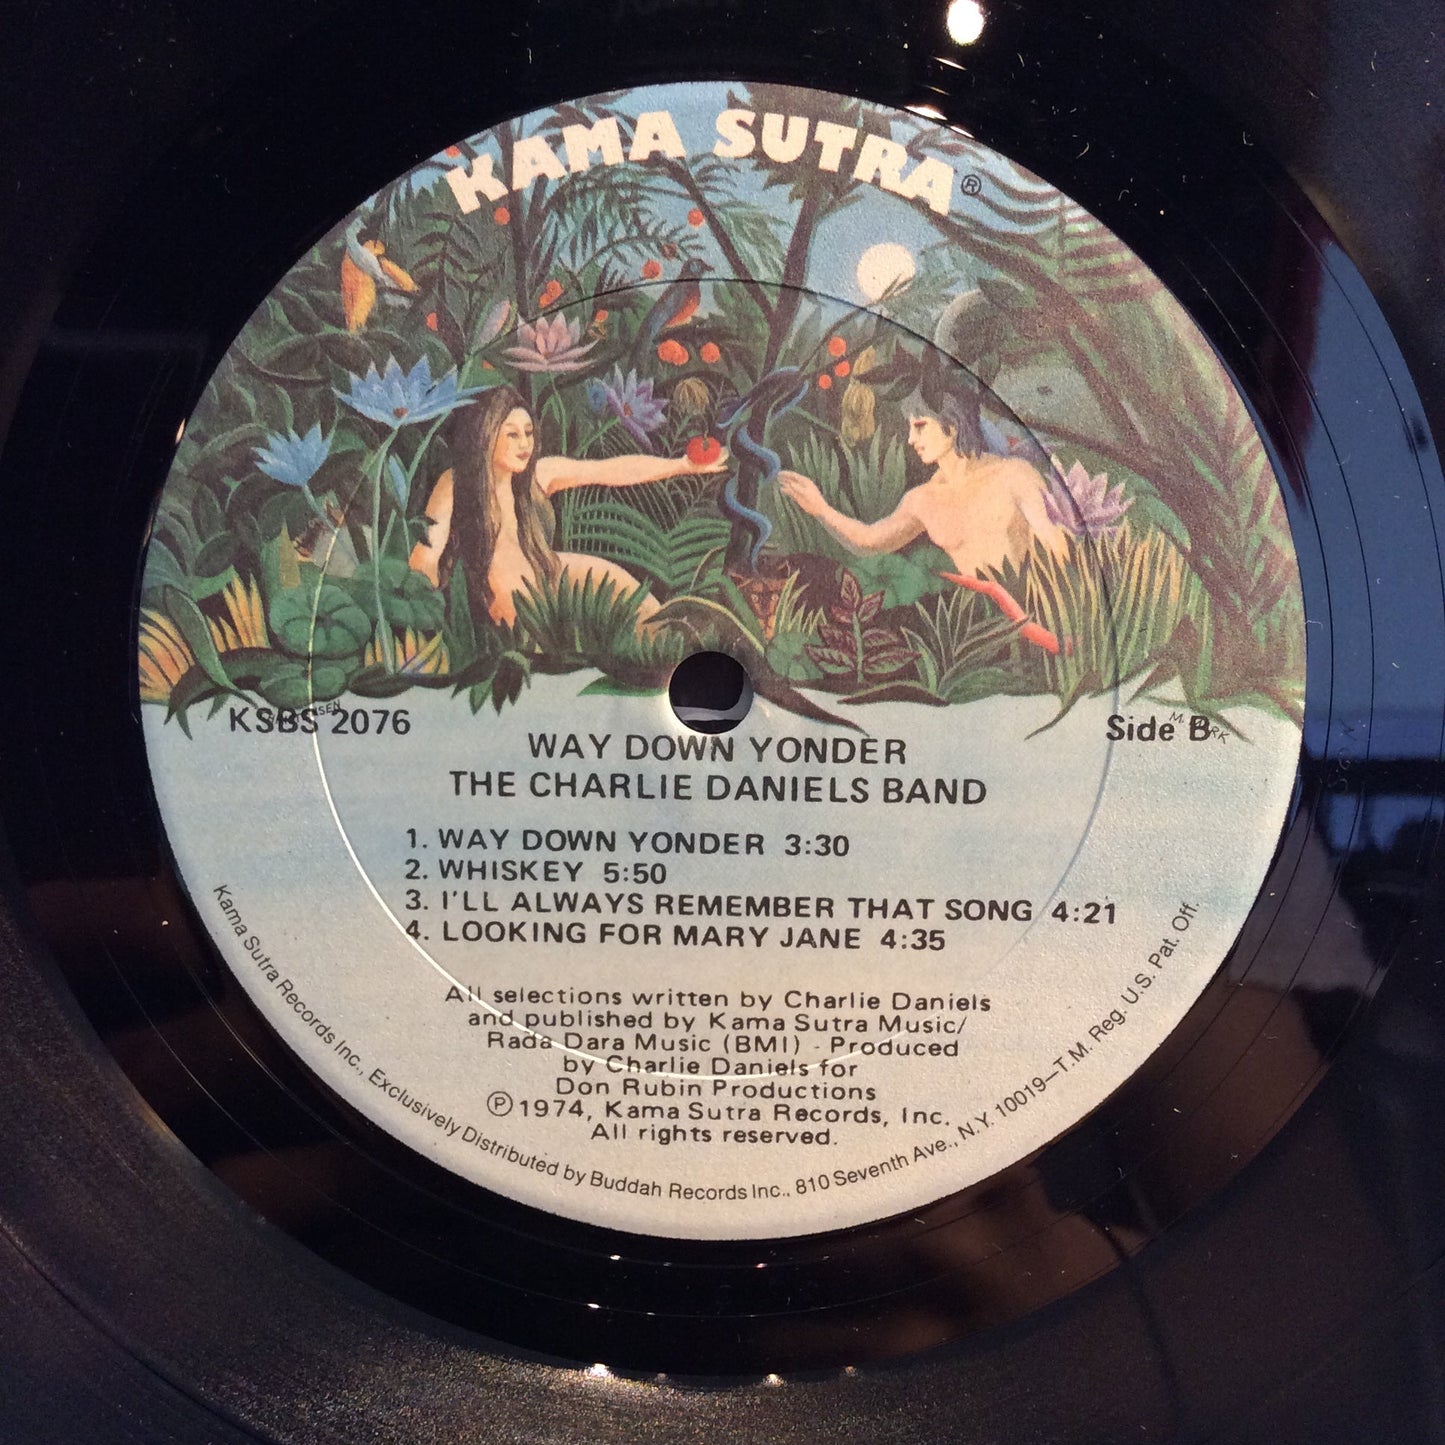 KAMA SUTRA®
KSBS 2076
Side B
WAY DOWN YONDER
THE CHARLIE DANIELS BAND
1. WAY DOWN YONDER 3:30
2. WHISKEY 5:50
3. I'LL ALWAYS REMEMBER THAT SONG 4:21
4. LOOKING FOR MARY JANE 4:35
All selections written by Charlie Daniels
and published by Kama Sutra Music/
Rada Dara Music (BMI) - Produced
by Charlie Daniels for
Don Rubin Productions
Ⓟ1974, Kama Sutra Records, Inc.
All rights reserved.
Kama Sutra Records Inc., Exclusively Distributed by Buddah Records Inc., 810 Seventh Ave., N.Y. 10019—T.M. Reg. U.S. Pat. Off.